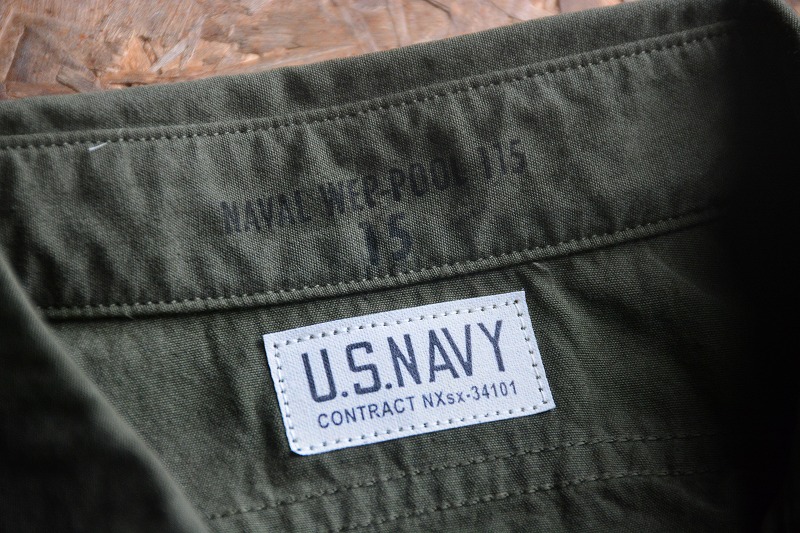 NAVAL WEP-POOL 115
15
U.S.NAVY
CONTRACT NXsx-34101